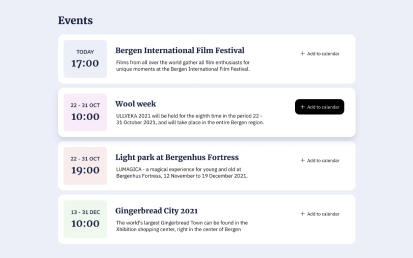 Events
TODAY
17:00
Bergen International Film Festival
Films from all over the world gather all film enthusiasts for
unique moments at the Bergen International Film Festival.
+ Add to calendar
22 - 31 OCT
10:00
Wool week
ULLVEKA 2021 will be held for the eighth time in the period 22 -
31 October 2021, and will take place in the entire Bergen region.
+ Add to calendar
22 - 31 OCT
19:00
Light park at Bergenhus Fortress
LUMAGICA - a magical experience for young and old at
Bergenhus Fortress, 12 November to 19 December 2021.
+ Add to calendar
13 - 31 DEC
10:00
Gingerbread City 2021
The world's largest Gingerbread Town can be found in the
Xhibition shopping center, right in the center of Bergen
+ Add to calendar